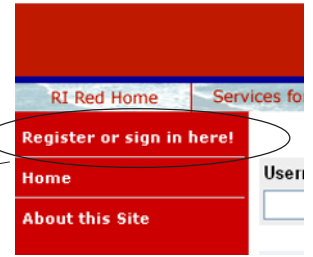 RI Red Home
Services fo
Register or sign in here!
Home
About this Site
Usern